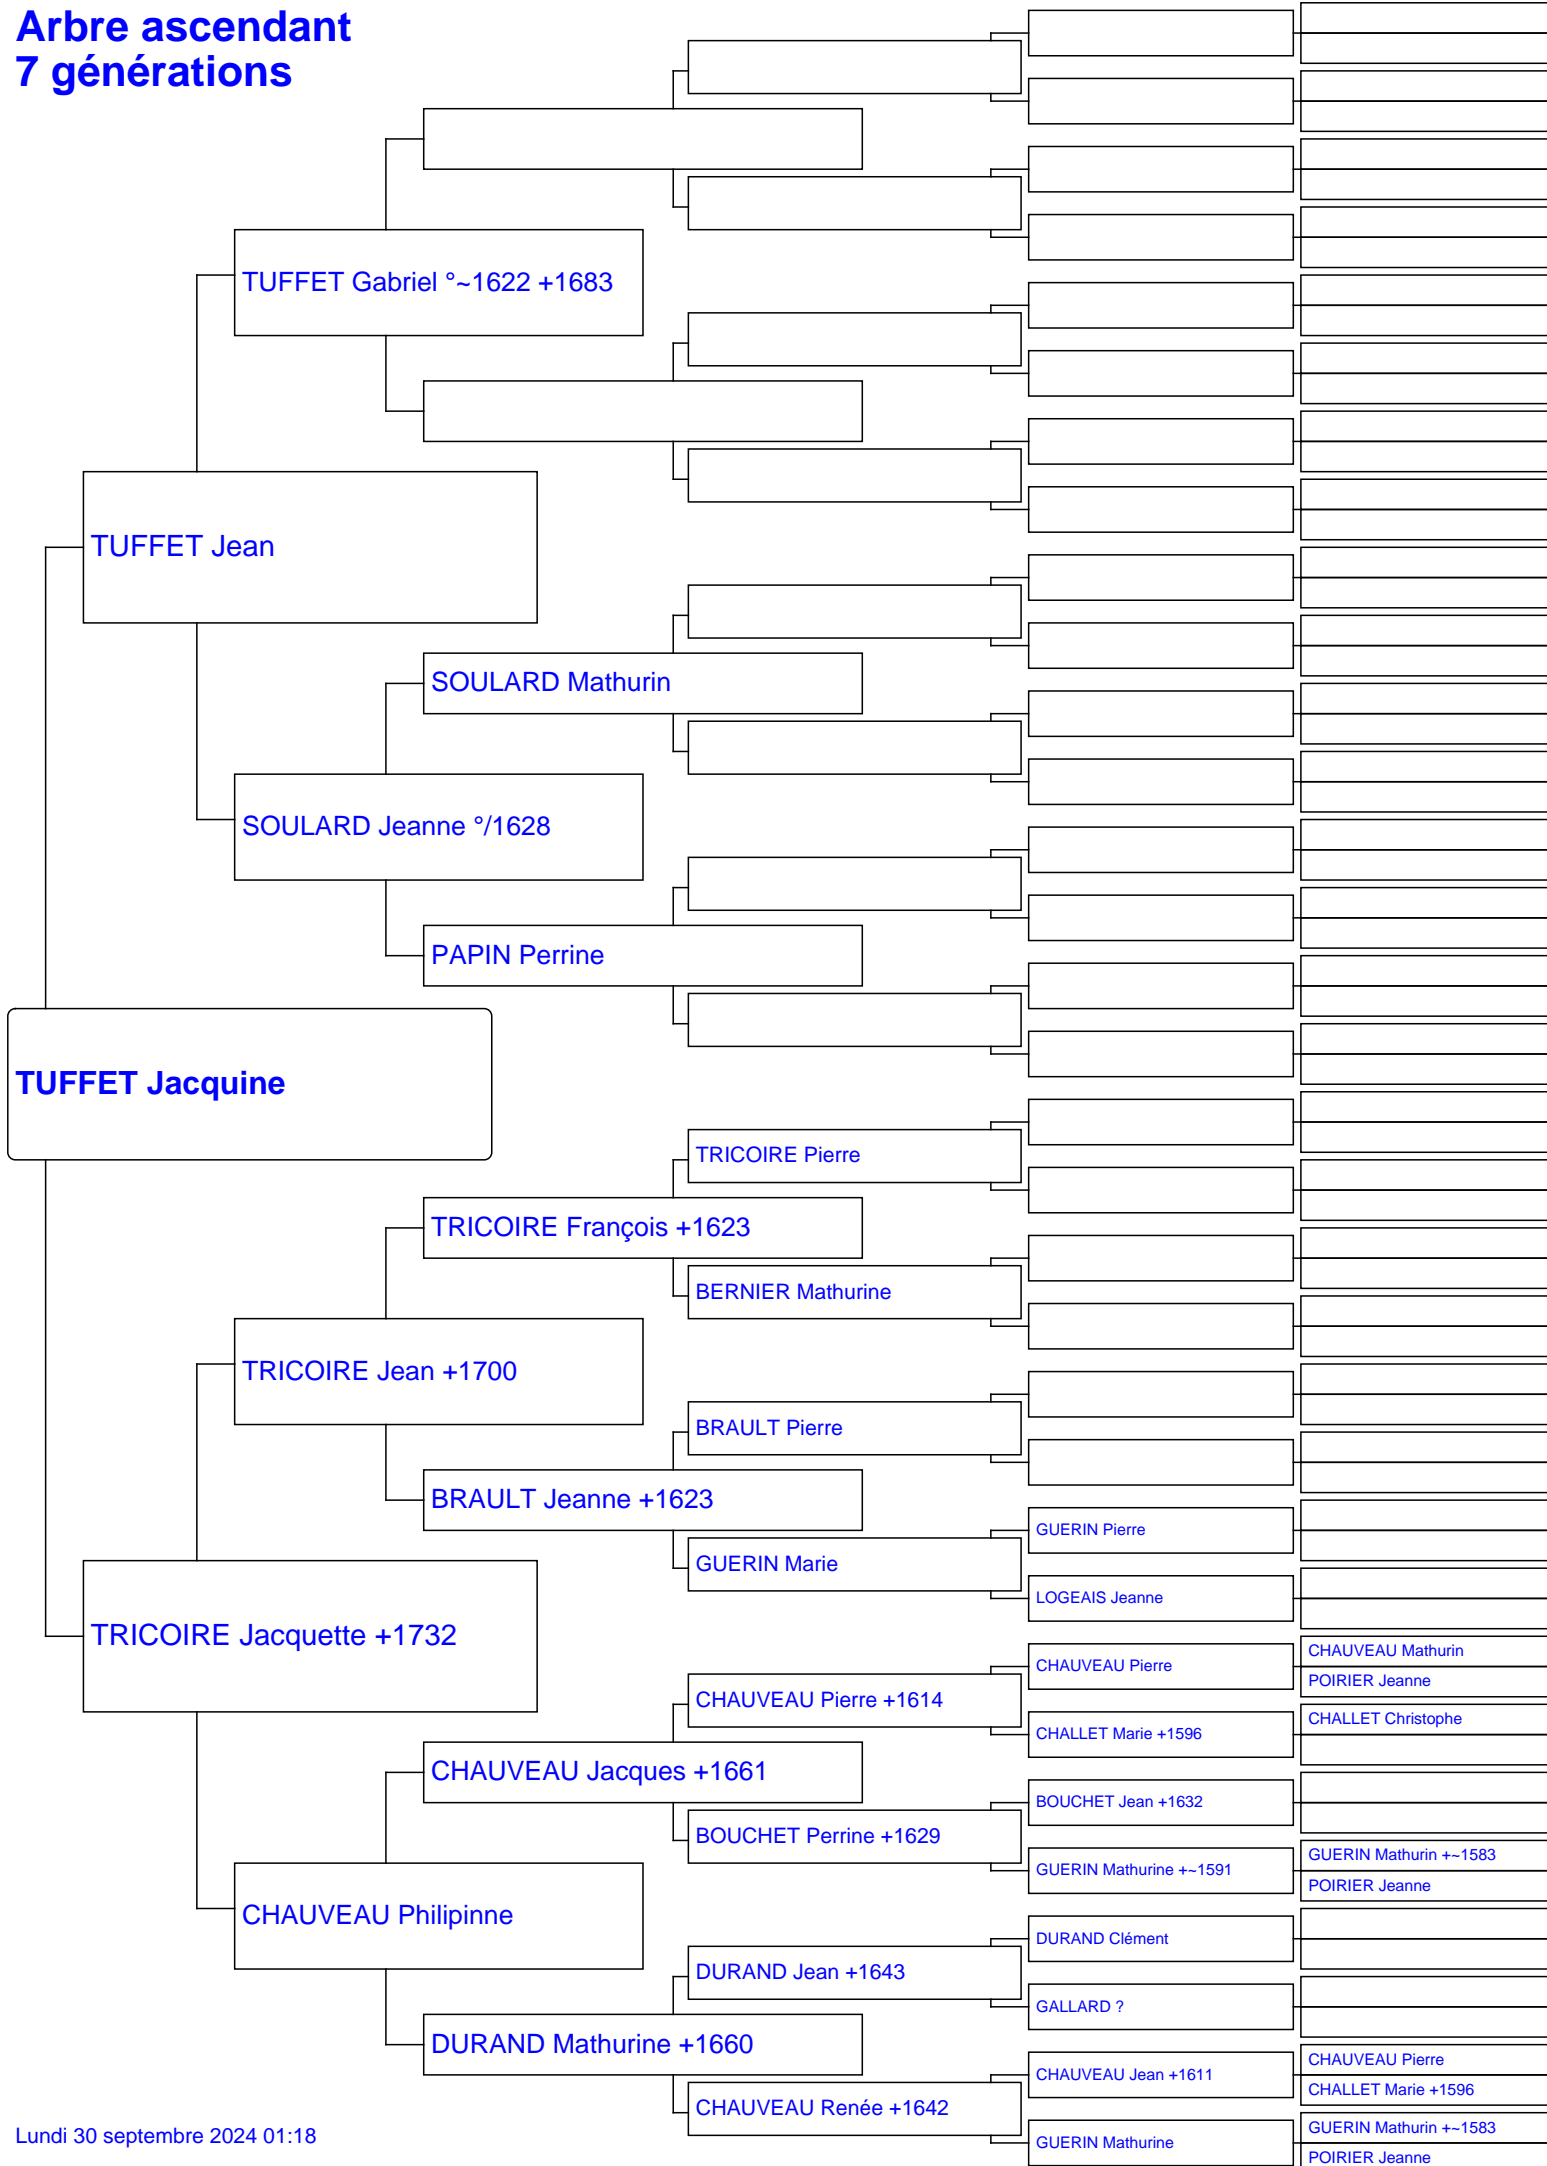 Arbre ascendant
7 générations
TUFFET Gabriel °~1622 +1683
TUFFET Jean
SOULARD Mathurin
SOULARD Jeanne °/1628
PAPIN Perrine
TUFFET Jacquine
TRICOIRE Pierre
TRICOIRE François +1623
BERNIER Mathurine
TRICOIRE Jean +1700
BRAULT Pierre
BRAULT Jeanne +1623
GUERIN Pierre
GUERIN Marie
LOGEAIS Jeanne
TRICOIRE Jacquette +1732
CHAUVEAU Mathurin
CHAUVEAU Pierre
POIRIER Jeanne
CHAUVEAU Pierre +1614
CHALLET Christophe
CHALLET Marie +1596
CHAUVEAU Jacques +1661
BOUCHET Jean +1632
BOUCHET Perrine +1629
GUERIN Mathurin +~1583
GUERIN Mathurine +~1591
POIRIER Jeanne
CHAUVEAU Philipinne
DURAND Clément
DURAND Jean +1643
GALLARD ?
DURAND Mathurine +1660
CHAUVEAU Pierre
CHAUVEAU Jean +1611
CHALLET Marie +1596
CHAUVEAU Renée +1642
GUERIN Mathurin +~1583
GUERIN Mathurine
POIRIER Jeanne
Lundi 30 septembre 2024 01:18